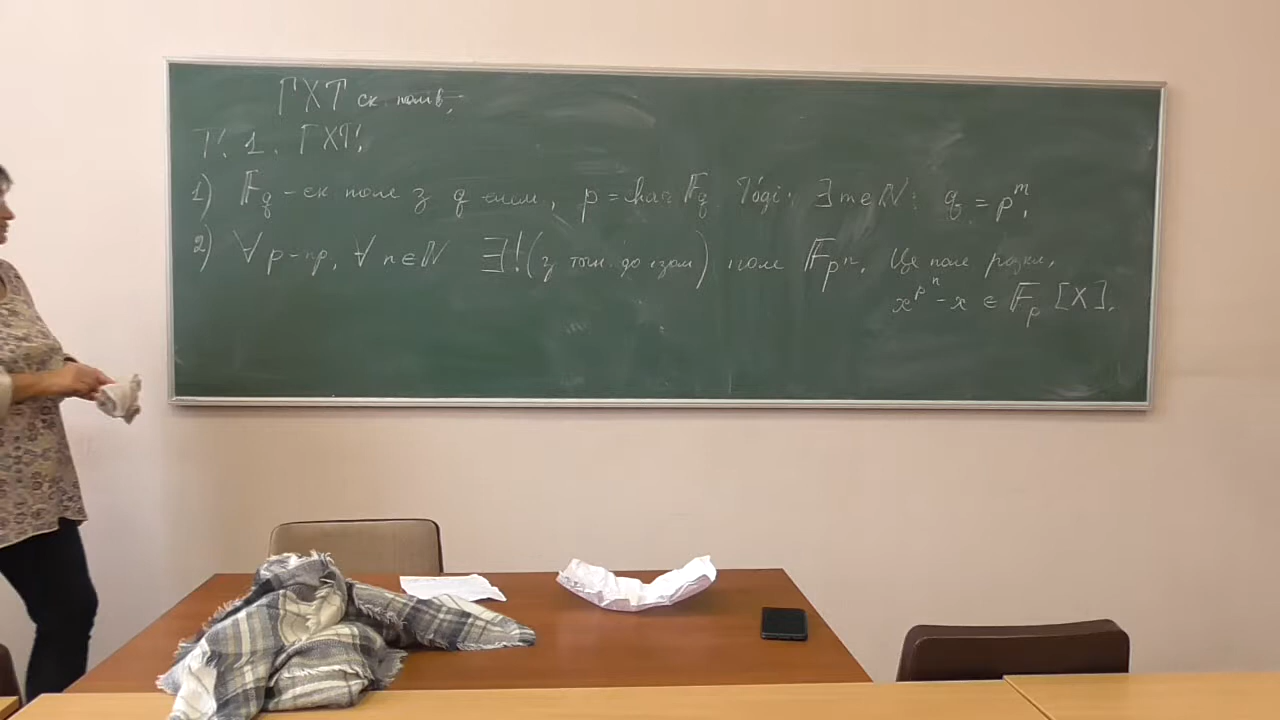 ГХТ ск. полів.
Т. 1. ГХТ.
1) 𝔽_q – ск. поле з q елем., p = char 𝔽_q. Тоді: ∃ m ∈ ℕ: q = p^m.
2) ∀ p – пр., ∀ n ∈ ℕ ∃! (з точн. до ізом) поле 𝔽_{p^n}. Це поле розкл.
x^{p^n} – x ∈ 𝔽_p [X].